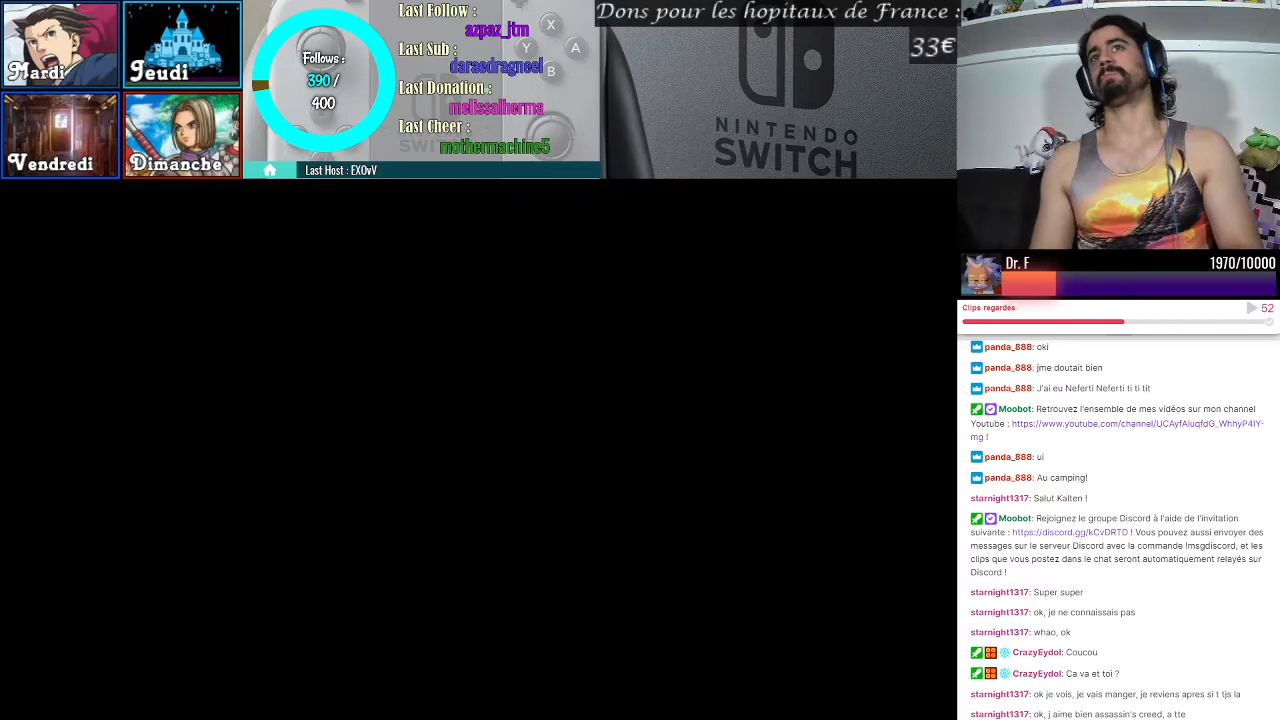 Mardi
Jeudi
Vendredi
Dimanche
Follows :
390 /
400
Last Follow :
azpaz_jtm
Last Sub :
daraedragneel
Last Donation :
melissalherma
Last Cheer :
mothermachine5
Last Host : EXOvV
X
Y
A
B
Dons pour les hopitaux de France :
33€
NINTENDO
SWITCH
Dr. F
1970/10000
Clips regardés
52
panda_888: oki
panda_888: jme doutait bien
panda_888: J'ai eu Neferti Neferti ti ti tit
Moobot: Retrouvez l'ensemble de mes vidéos sur mon channel
Youtube : https://www.youtube.com/channel/UCAyfAiuqfdG_WhhyP4IY-
mg !
panda_888: ui
panda_888: Au camping!
starnight1317: Salut Kalten !
Moobot: Rejoignez le groupe Discord à l'aide de l'invitation
suivante : https://discord.gg/kCvDRTD ! Vous pouvez aussi envoyer des
messages sur le serveur Discord avec la commande !msgdiscord, et les
clips que vous postez dans le chat seront automatiquement relayés sur
Discord !
starnight1317: Super super
starnight1317: ok, je ne connaissais pas
starnight1317: whao, ok
CrazyEydol: Coucou
CrazyEydol: Ca va et toi ?
starnight1317: ok je vois, je vais manger, je reviens apres si t tjs la
starnight1317: ok, j aime bien assassin's creed, a tte